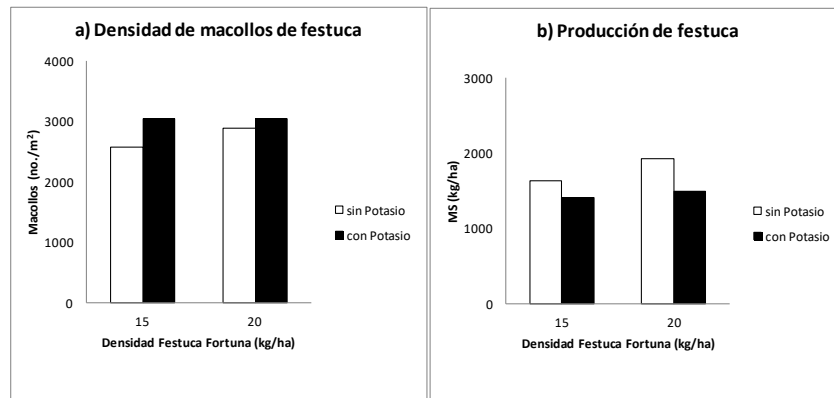 a) Densidad de macollos de festuca
4000
3000
2000
1000
0
Macollos (no./m²)
15
20
Densidad Festuca Fortuna (kg/ha)
sin Potasio
con Potasio
b) Producción de festuca
3000
2000
1000
0
MS (kg/ha)
15
20
Densidad Festuca Fortuna (kg/ha)
sin Potasio
con Potasio